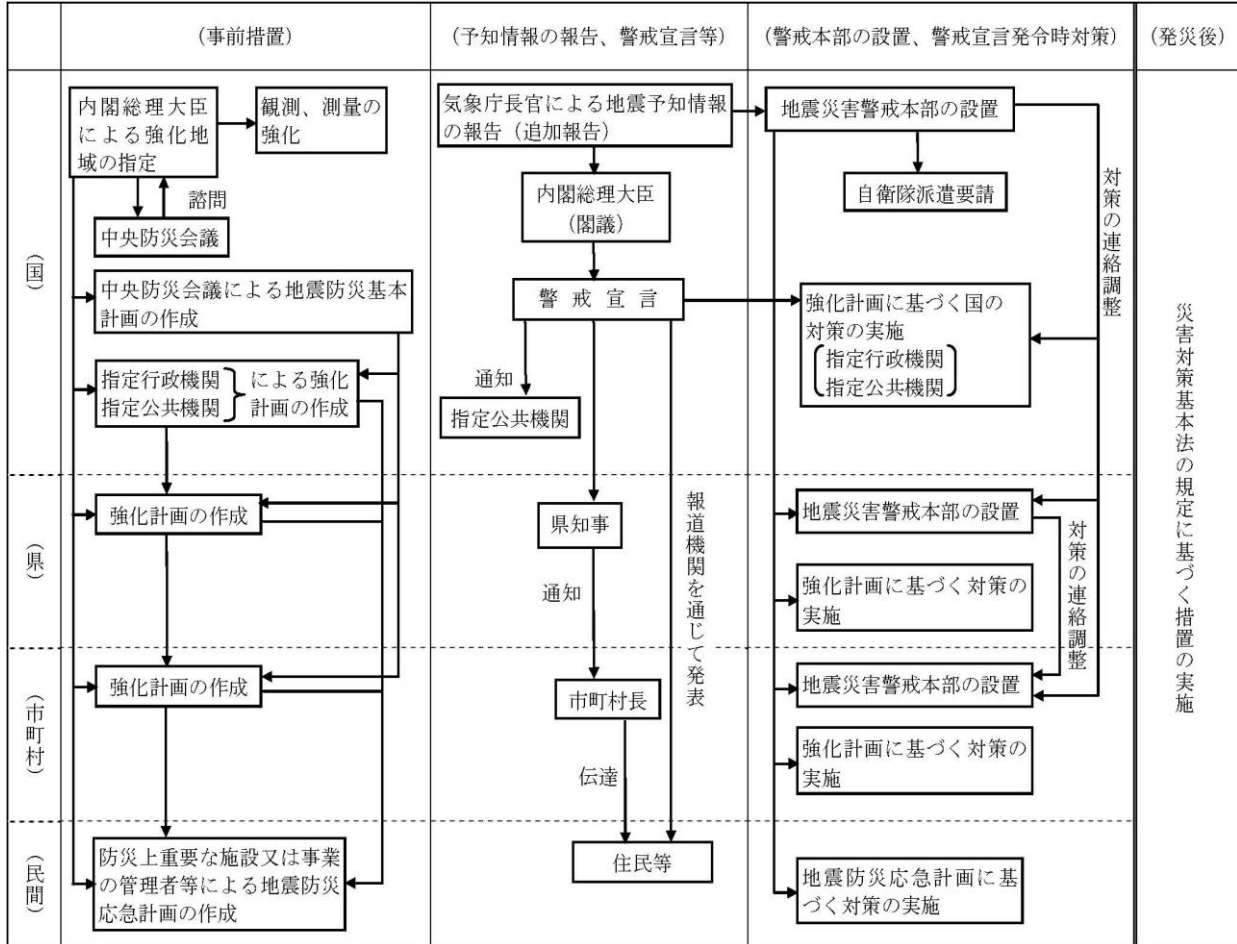 (事前措置)
(予知情報の報告、警戒宣言等)
(警戒本部の設置、警戒宣言発令時対策)
(発災後)
(国)
内閣総理大臣
による強化地
域の指定
観測、測量の
強化
諮問
中央防災会議
中央防災会議による地震防災基本
計画の作成
指定行政機関
指定公共機関
による強化
計画の作成
気象庁長官による地震予知情報
の報告（追加報告）
内閣総理大臣
（閣議）
警戒宣言
通知
指定公共機関
地震災害警戒本部の設置
自衛隊派遣要請
対策の連絡調整
強化計画に基づく国の
対策の実施
指定行政機関
指定公共機関
(県)
強化計画の作成
県知事
通知
報道機関を通じて発表
地震災害警戒本部の設置
強化計画に基づく対策の
実施
対策の連絡調整
(市町村)
強化計画の作成
市町村長
伝達
地震災害警戒本部の設置
強化計画に基づく対策の
実施
(民間)
防災上重要な施設又は事業
の管理者等による地震防災
応急計画の作成
住民等
地震防災応急計画に基
づく対策の実施
災害対策基本法の規定に基づく措置の実施